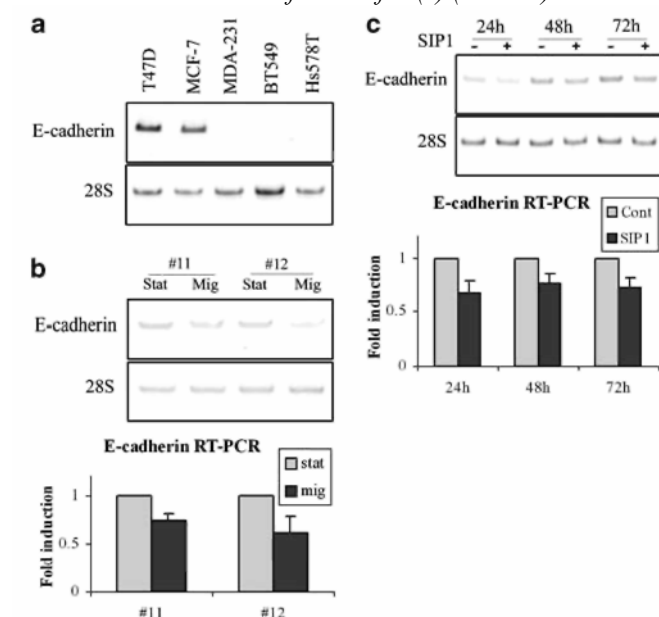 a
T47D MCF-7 MDA-231 BT549 Hs578T
E-cadherin
28S
b
#11 #12
Stat Mig Stat Mig
E-cadherin
28S
E-cadherin RT-PCR
stat
mig
Fold induction
1
0.5
0
#11 #12
c
24h 48h 72h
SIP1 - + - + - +
E-cadherin
28S
E-cadherin RT-PCR
Cont
SIP1
Fold induction
1
0.5
0
24h 48h 72h